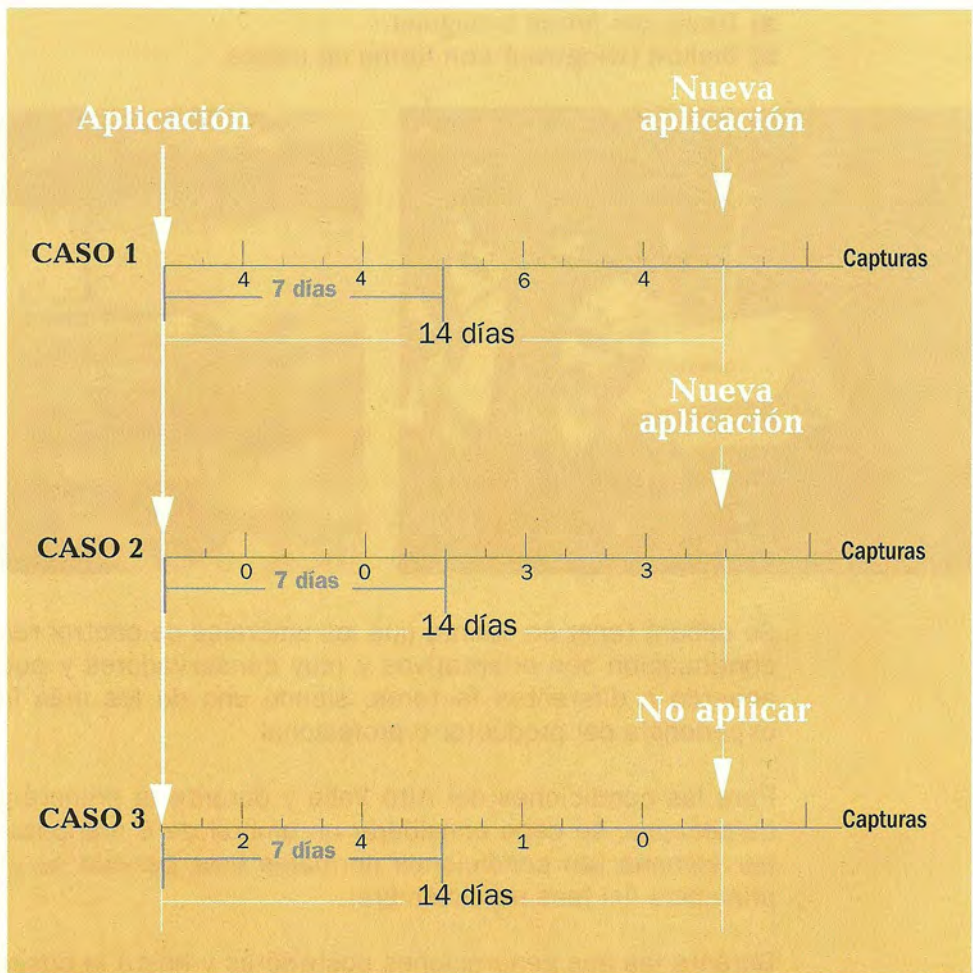 Nueva
aplicación
Aplicación
CASO 1
Capturas
4 4 6 4
7 días
14 días
Nueva
aplicación
CASO 2
Capturas
0 0 3 3
7 días
14 días
No aplicar
CASO 3
Capturas
2 4 1 0
7 días
14 días